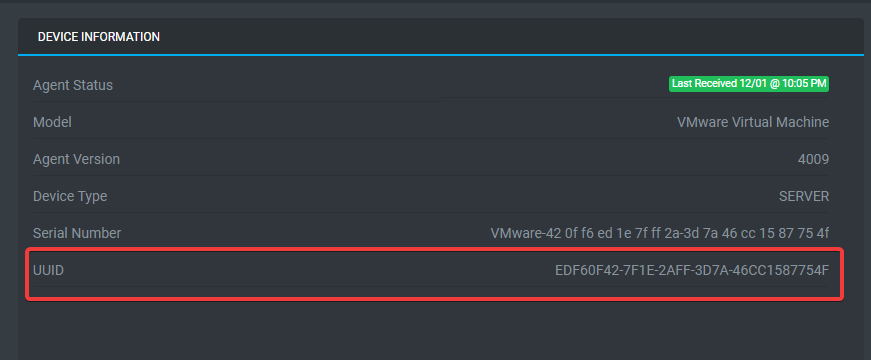 DEVICE INFORMATION
Agent Status Last Received 12/01 @ 10:05 PM
Model VMware Virtual Machine
Agent Version 4009
Device Type SERVER
Serial Number VMware-42 0f f6 ed 1e 7f ff 2a-3d 7a 46 cc 15 87 75 4f
UUID EDF60F42-7F1E-2AFF-3D7A-46CC1587754F